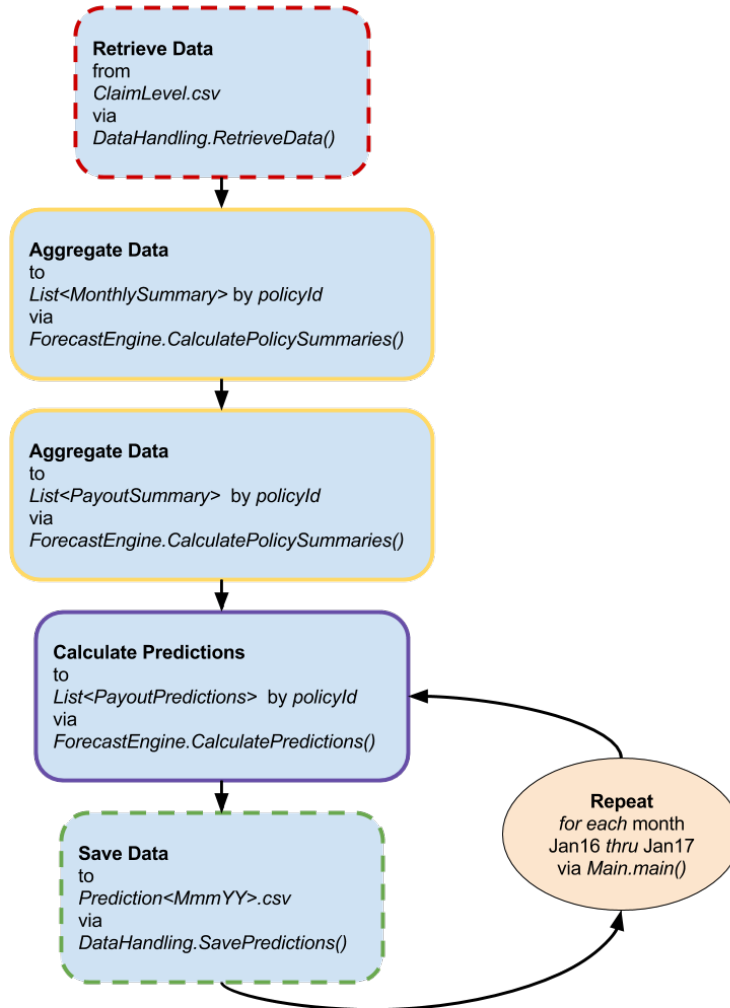 Retrieve Data
from
ClaimLevel.csv
via
DataHandling.RetrieveData()
Aggregate Data
to
List<MonthlySummary> by policyId
via
ForecastEngine.CalculatePolicySummaries()
Aggregate Data
to
List<PayoutSummary> by policyId
via
ForecastEngine.CalculatePolicySummaries()
Calculate Predictions
to
List<PayoutPredictions> by policyId
via
ForecastEngine.CalculatePredictions()
Save Data
to
Prediction<MmmYY>.csv
via
DataHandling.SavePredictions()
Repeat
for each month
Jan16 thru Jan17
via Main.main()